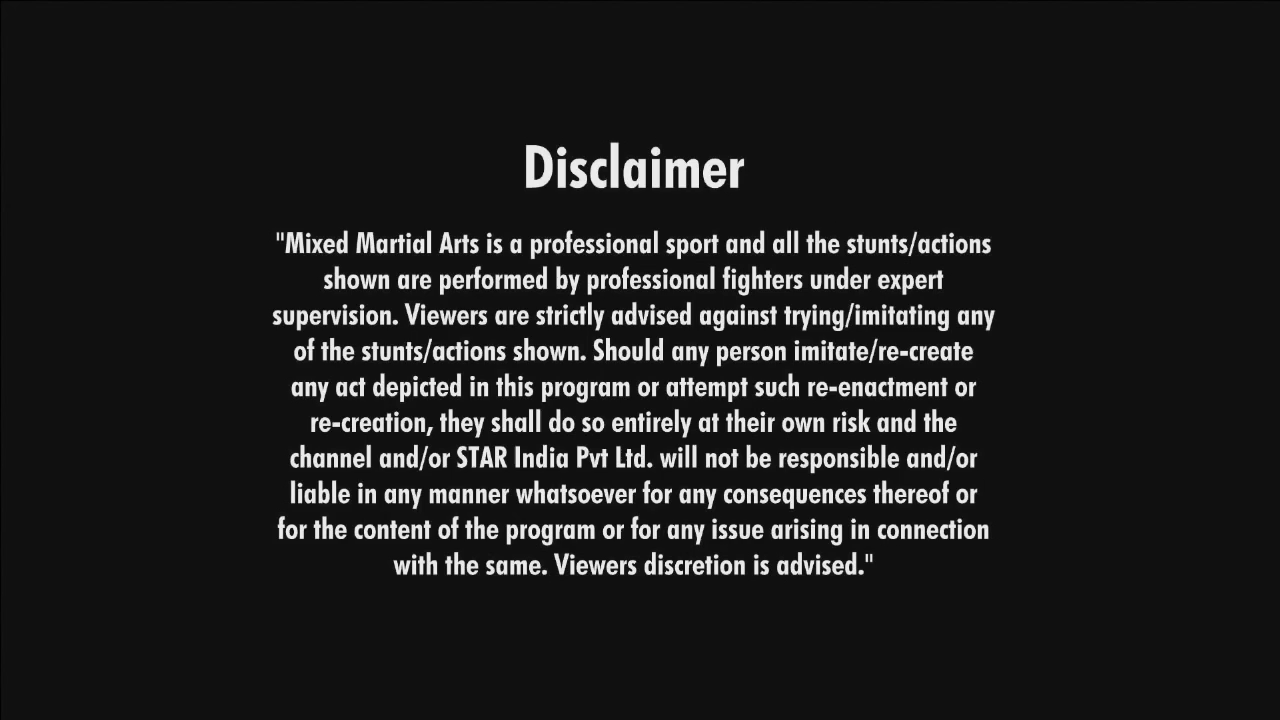 Disclaimer
"Mixed Martial Arts is a professional sport and all the stunts/actions
shown are performed by professional fighters under expert
supervision. Viewers are strictly advised against trying/imitating any
of the stunts/actions shown. Should any person imitate/re-create
any act depicted in this program or attempt such re-enactment or
re-creation, they shall do so entirely at their own risk and the
channel and/or STAR India Pvt Ltd. will not be responsible and/or
liable in any manner whatsoever for any consequences thereof or
for the content of the program or for any issue arising in connection
with the same. Viewers discretion is advised."